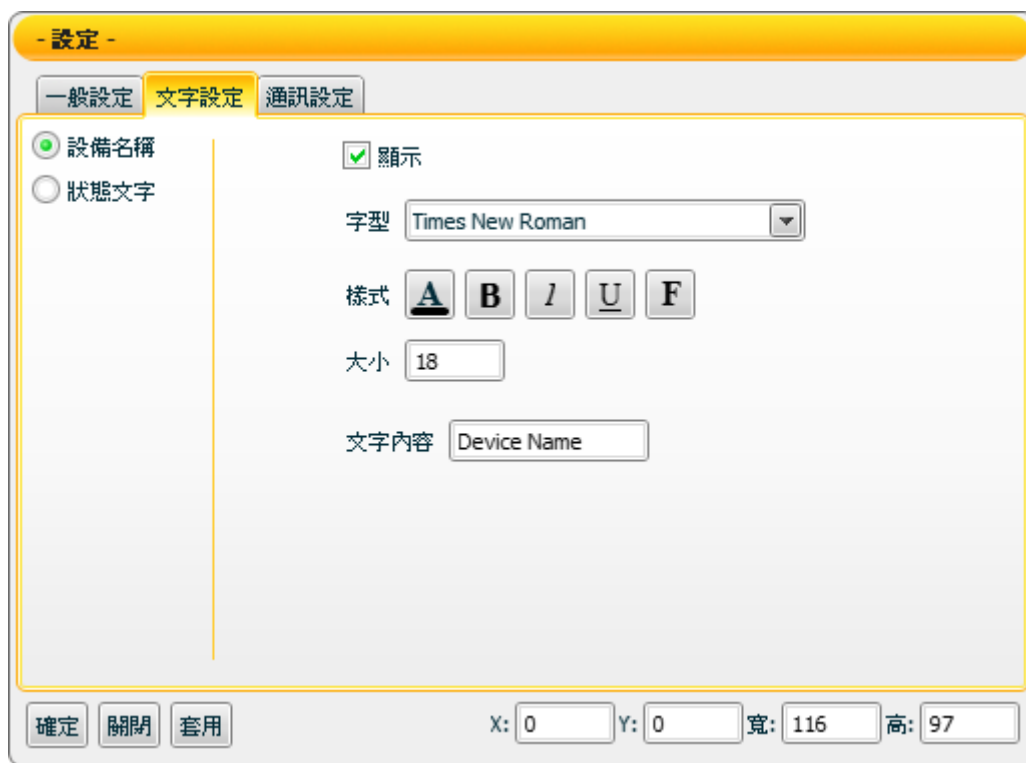 - 設定 -
一般設定 文字設定 通訊設定
設備名稱
狀態文字
顯示
字型 Times New Roman
樣式 A B I U F
大小 18
文字內容 Device Name
確定 關閉 套用 X: 0 Y: 0 寬: 116 高: 97